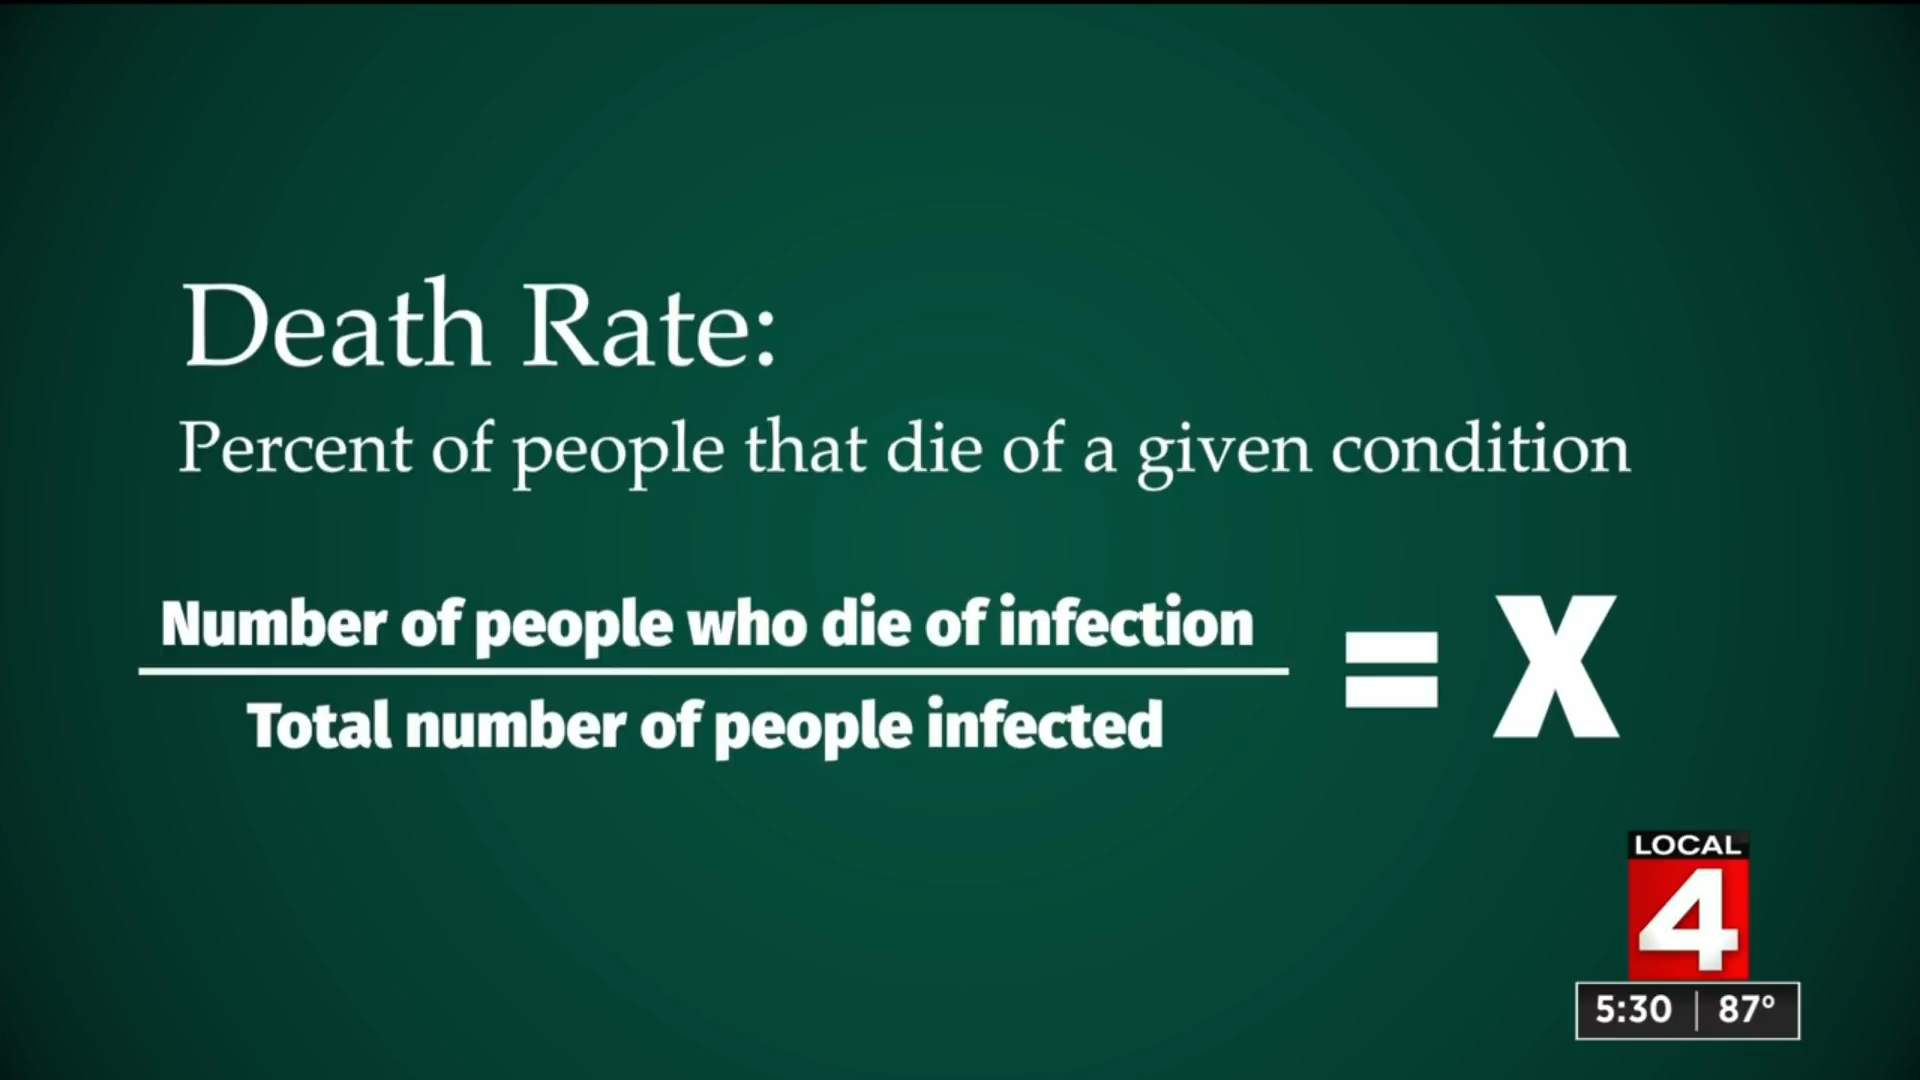 Death Rate:
Percent of people that die of a given condition
Number of people who die of infection
Total number of people infected
= X
LOCAL
4
5:30 | 87°